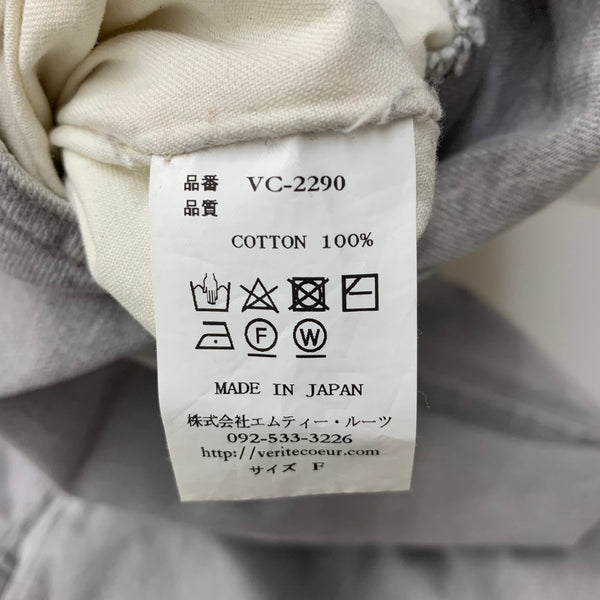 品番 VC-2290
品質
COTTON 100%
F W
MADE IN JAPAN
株式会社エムティー・ルーツ
092-533-3226
http://veritecoeur.com
サイズ F